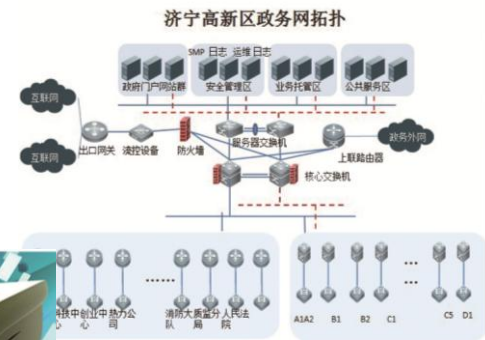 济宁高新区政务网拓扑
SMP 日志 运维 日志
政府门户网站群
安全管理区
业务托管区
公共服务区
互联网
互联网
出口网关
流控设备
防火墙
服务器交换机
上联路由器
政务外网
核心交换机
科技中心
创业中心
热力公司
......
消防大队
质监分局
人民法院
A1A2
B1
B2
C1
...
...
C5
D1